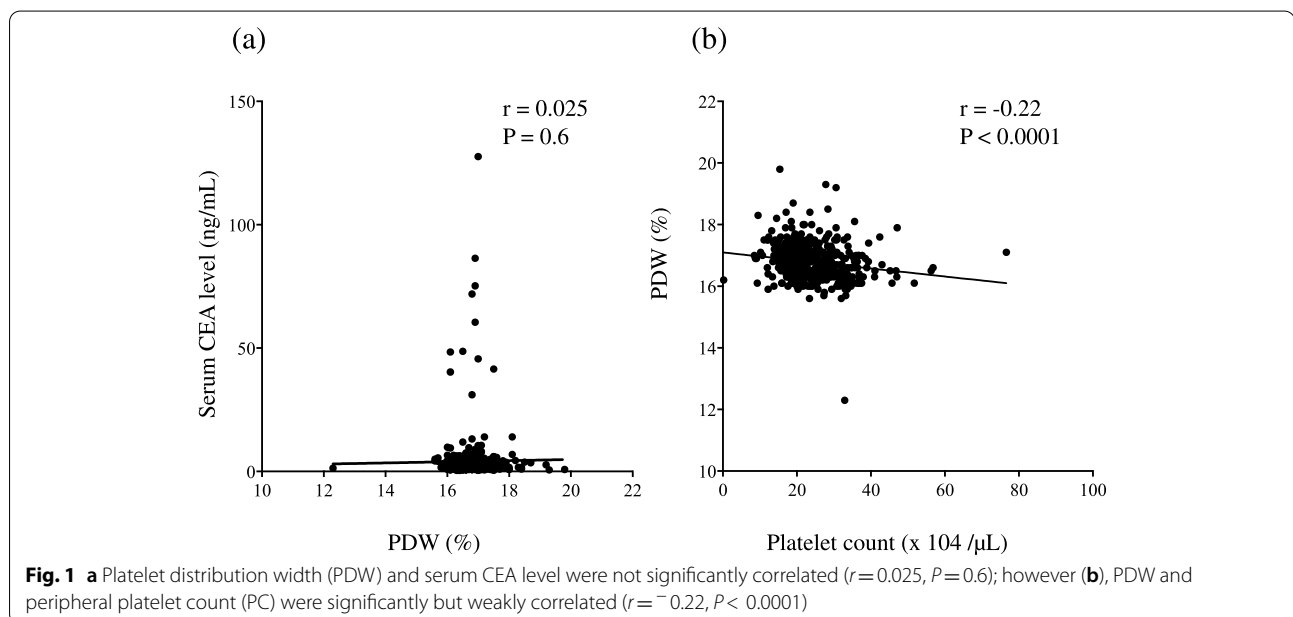 (a)
(b)
150
100
50
0
Serum CEA level (ng/mL)
r = 0.025
P = 0.6
10 12 14 16 18 20 22
PDW (%)
22
20
18
16
14
12
10
PDW (%)
r = -0.22
P < 0.0001
0 20 40 60 80 100
Platelet count (x 104 /µL)
Fig. 1 a Platelet distribution width (PDW) and serum CEA level were not significantly correlated (r = 0.025, P = 0.6); however (b), PDW and
peripheral platelet count (PC) were significantly but weakly correlated (r = ⁻ 0.22, P < 0.0001)